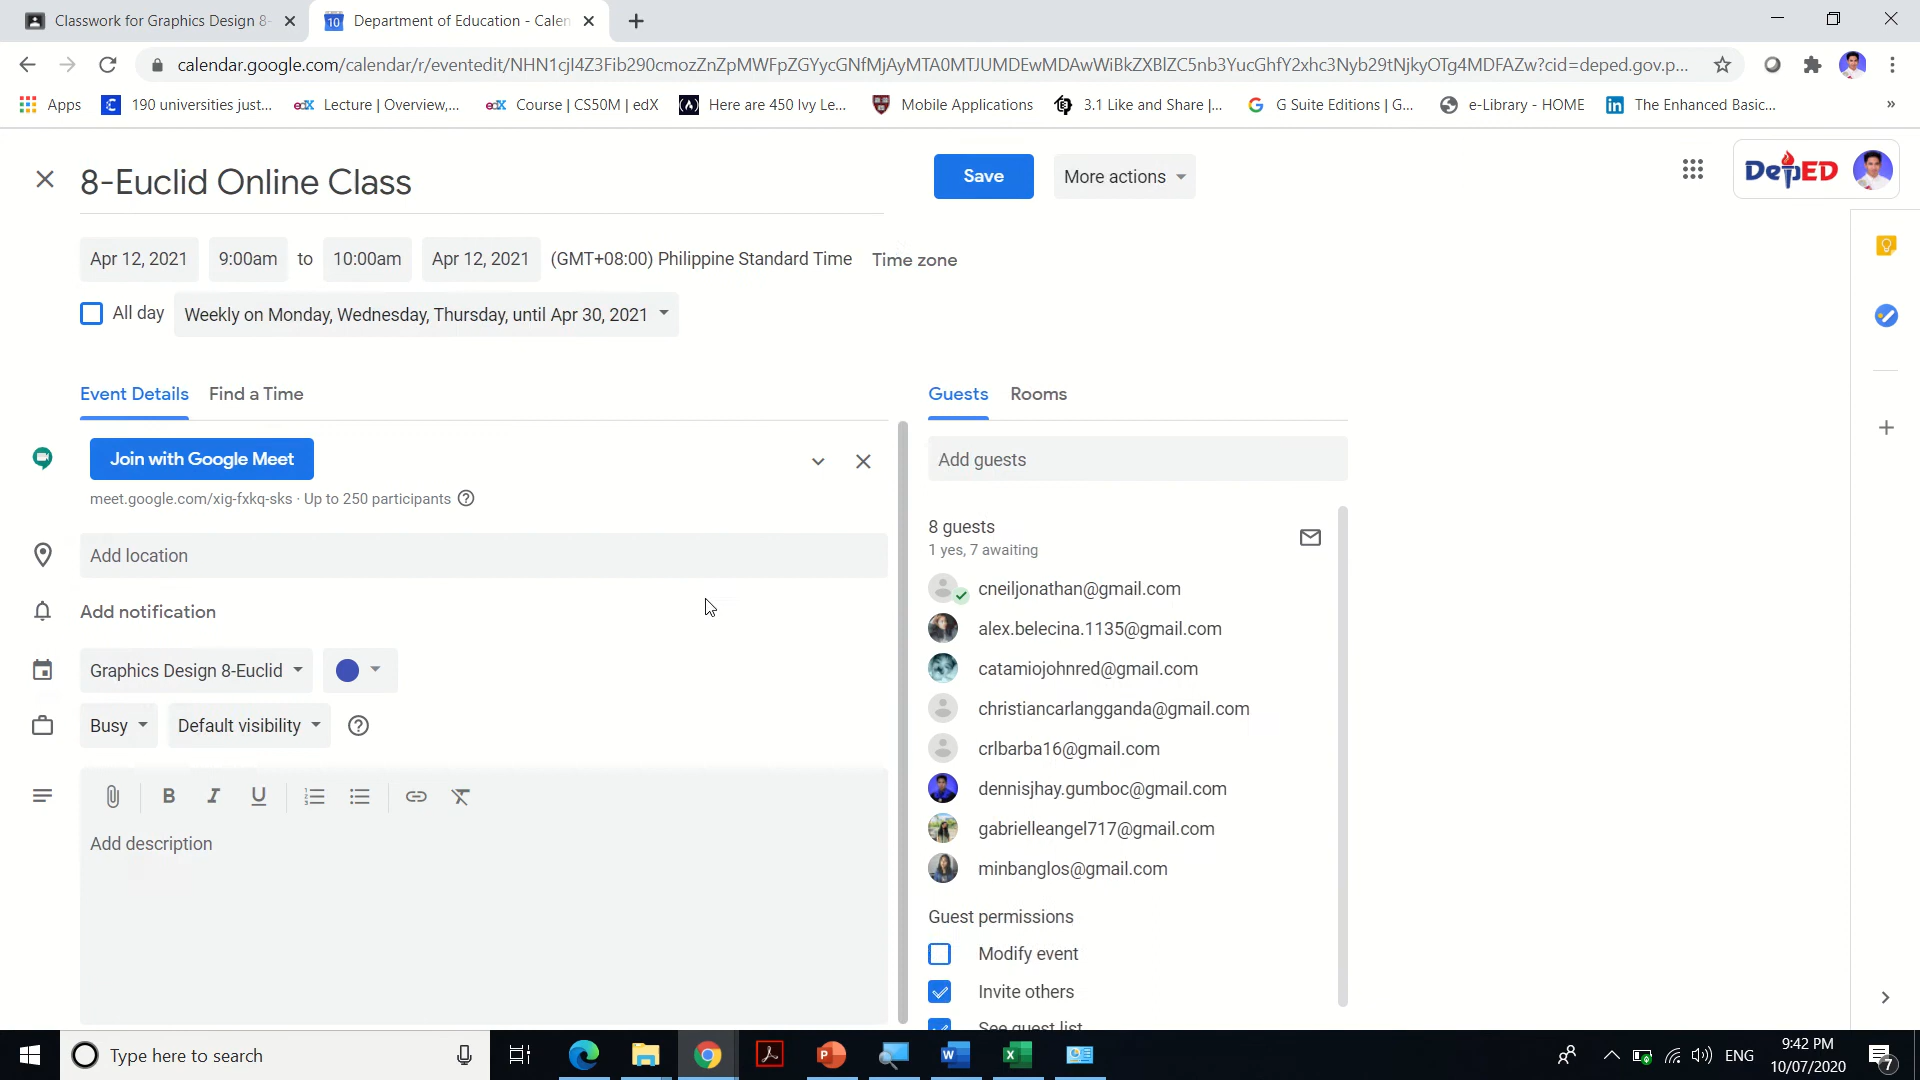 Classwork for Graphics Design 8-
Department of Education - Calen
calendar.google.com/calendar/r/eventedit/NHN1cjI4Z3Fib290cmozZnZpMWFpZGYycGNfMjAyMTA0MTJUMDEwMDAwWiBkZXBlZC5nb3YucGhfY2xhc3Nyb29tNjkyOTg4MDFAZw?cid=deped.gov.p...
Apps
190 universities just...
edX Lecture | Overview,...
edX Course | CS50M | edX
Here are 450 Ivy Le...
Mobile Applications
3.1 Like and Share |...
G Suite Editions | G...
e-Library - HOME
The Enhanced Basic...
»
8-Euclid Online Class
Save
More actions
DepED
Apr 12, 2021 9:00am to 10:00am Apr 12, 2021 (GMT+08:00) Philippine Standard Time Time zone
All day Weekly on Monday, Wednesday, Thursday, until Apr 30, 2021
Event Details Find a Time
Guests Rooms
Join with Google Meet
meet.google.com/xig-fxkq-sks · Up to 250 participants
Add location
Add notification
Graphics Design 8-Euclid
Busy Default visibility
B I U
Add description
Add guests
8 guests
1 yes, 7 awaiting
cneiljonathan@gmail.com
alex.belecina.1135@gmail.com
catamiojohnred@gmail.com
christiancarlangganda@gmail.com
crlbarba16@gmail.com
dennisjhay.gumboc@gmail.com
gabrielleangel717@gmail.com
minbanglos@gmail.com
Guest permissions
Modify event
Invite others
See guest list
Type here to search
ENG
9:42 PM
10/07/2020
7